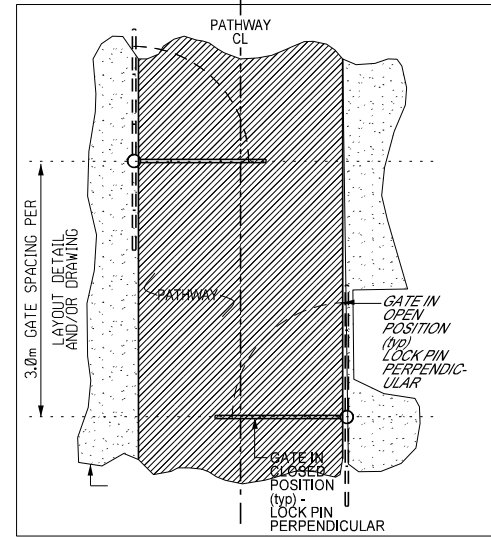 PATHWAY
CL
3.0m GATE SPACING PER
LAYOUT DETAIL
AND/OR DRAWING
PATHWAY
GATE IN
OPEN
POSITION
(typ)
LOCK PIN
PERPENDIC-
ULAR
GATE IN
CLOSED
POSITION
(typ) -
LOCK PIN
PERPENDICULAR